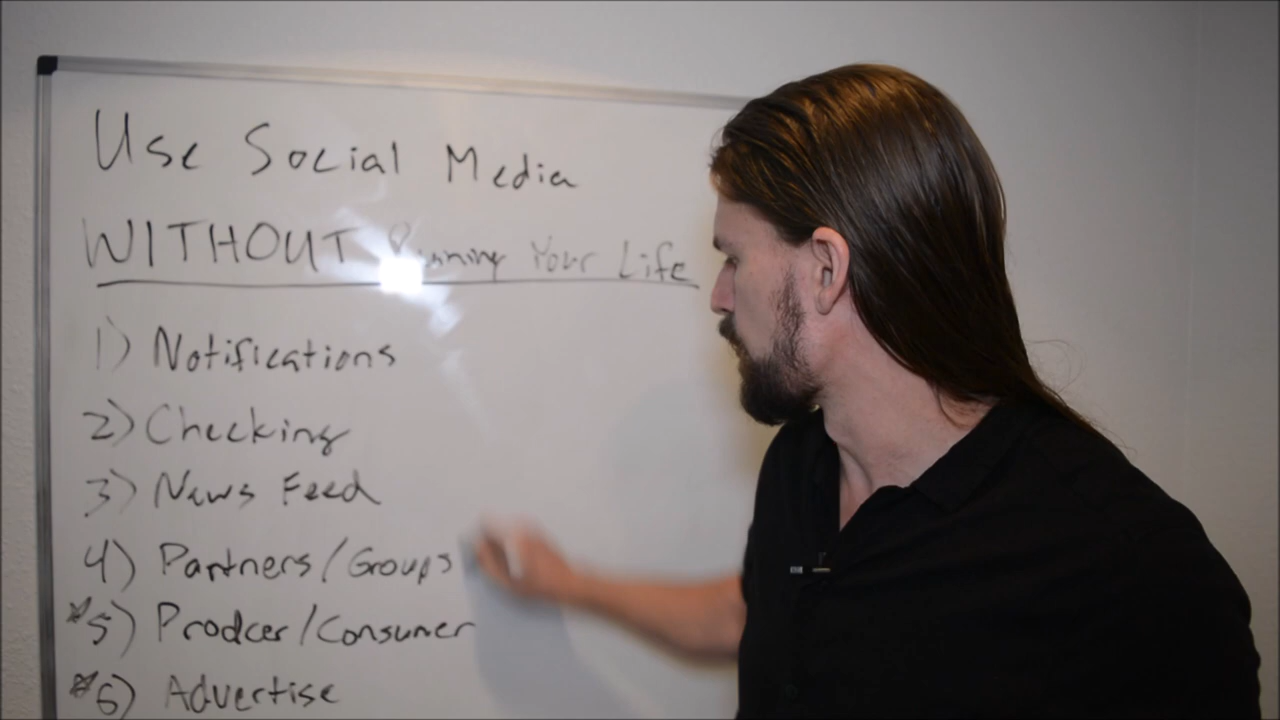 Use Social Media
WITHOUT Running Your Life
1) Notifications
2) Checking
3) News Feed
4) Partners/Groups
*5) Prodcer/Consumer
*6) Advertise